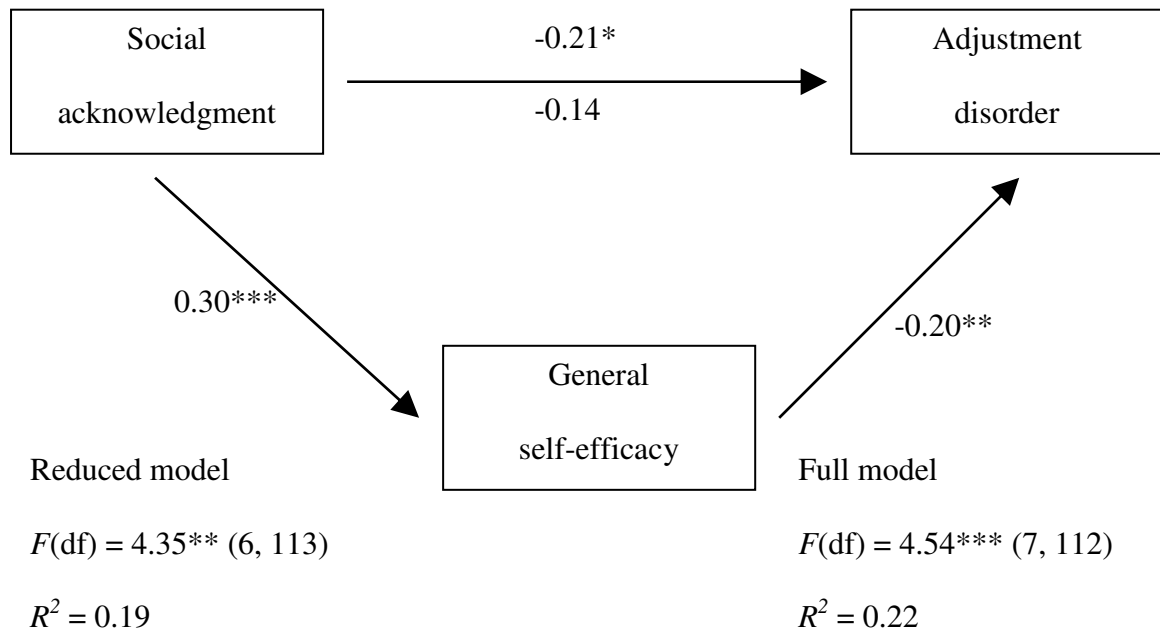 Social
acknowledgment
-0.21*
-0.14
Adjustment
disorder
0.30***
-0.20**
General
self-efficacy
Reduced model
F(df) = 4.35** (6, 113)
R² = 0.19
Full model
F(df) = 4.54*** (7, 112)
R² = 0.22